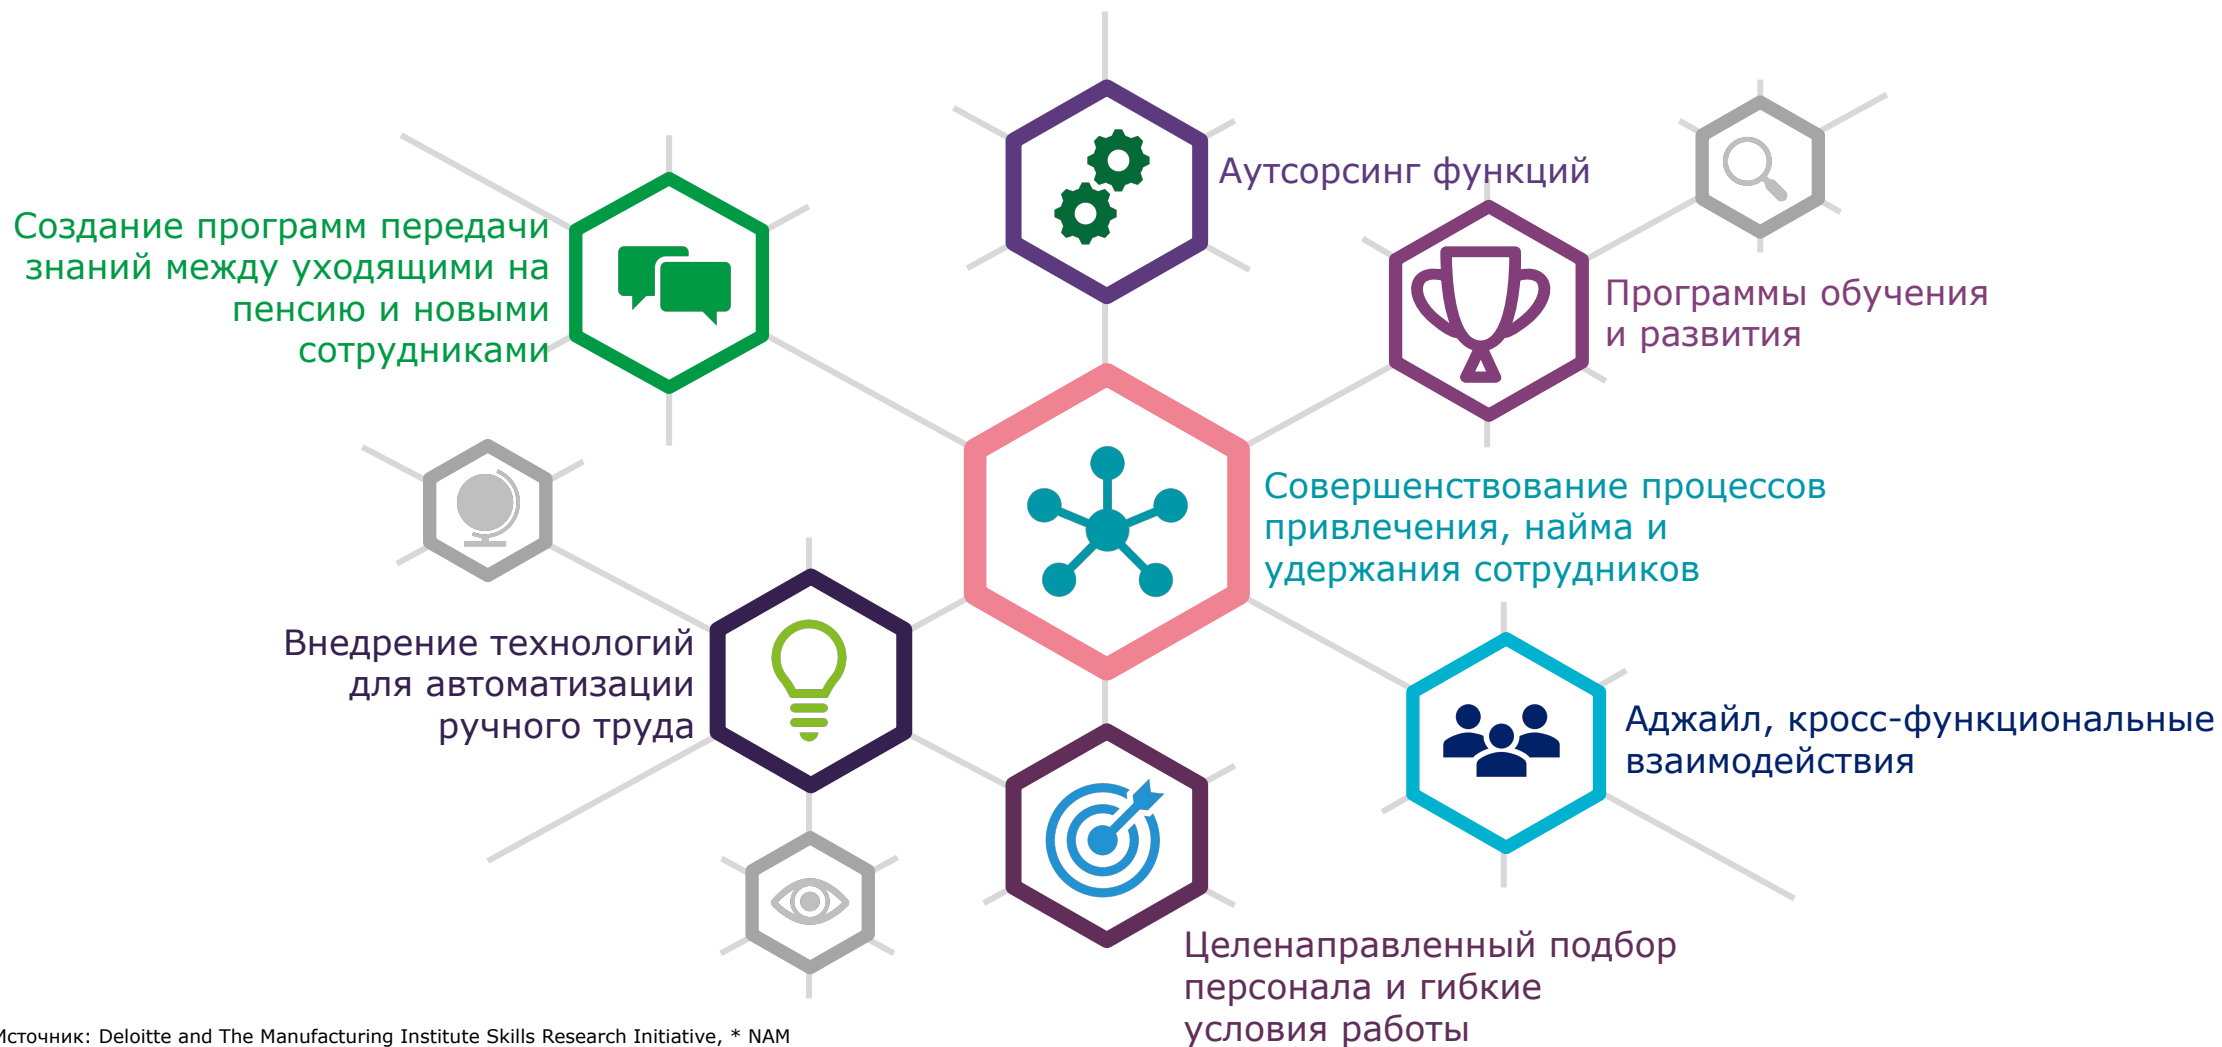 Аутсорсинг функций
Создание программ передачи
знаний между уходящими на
пенсию и новыми
сотрудниками
Программы обучения
и развития
Совершенствование процессов
привлечения, найма и
удержания сотрудников
Внедрение технологий
для автоматизации
ручного труда
Аджайл, кросс-функциональные
взаимодействия
Целенаправленный подбор
персонала и гибкие
условия работы
Источник: Deloitte and The Manufacturing Institute Skills Research Initiative, * NAM